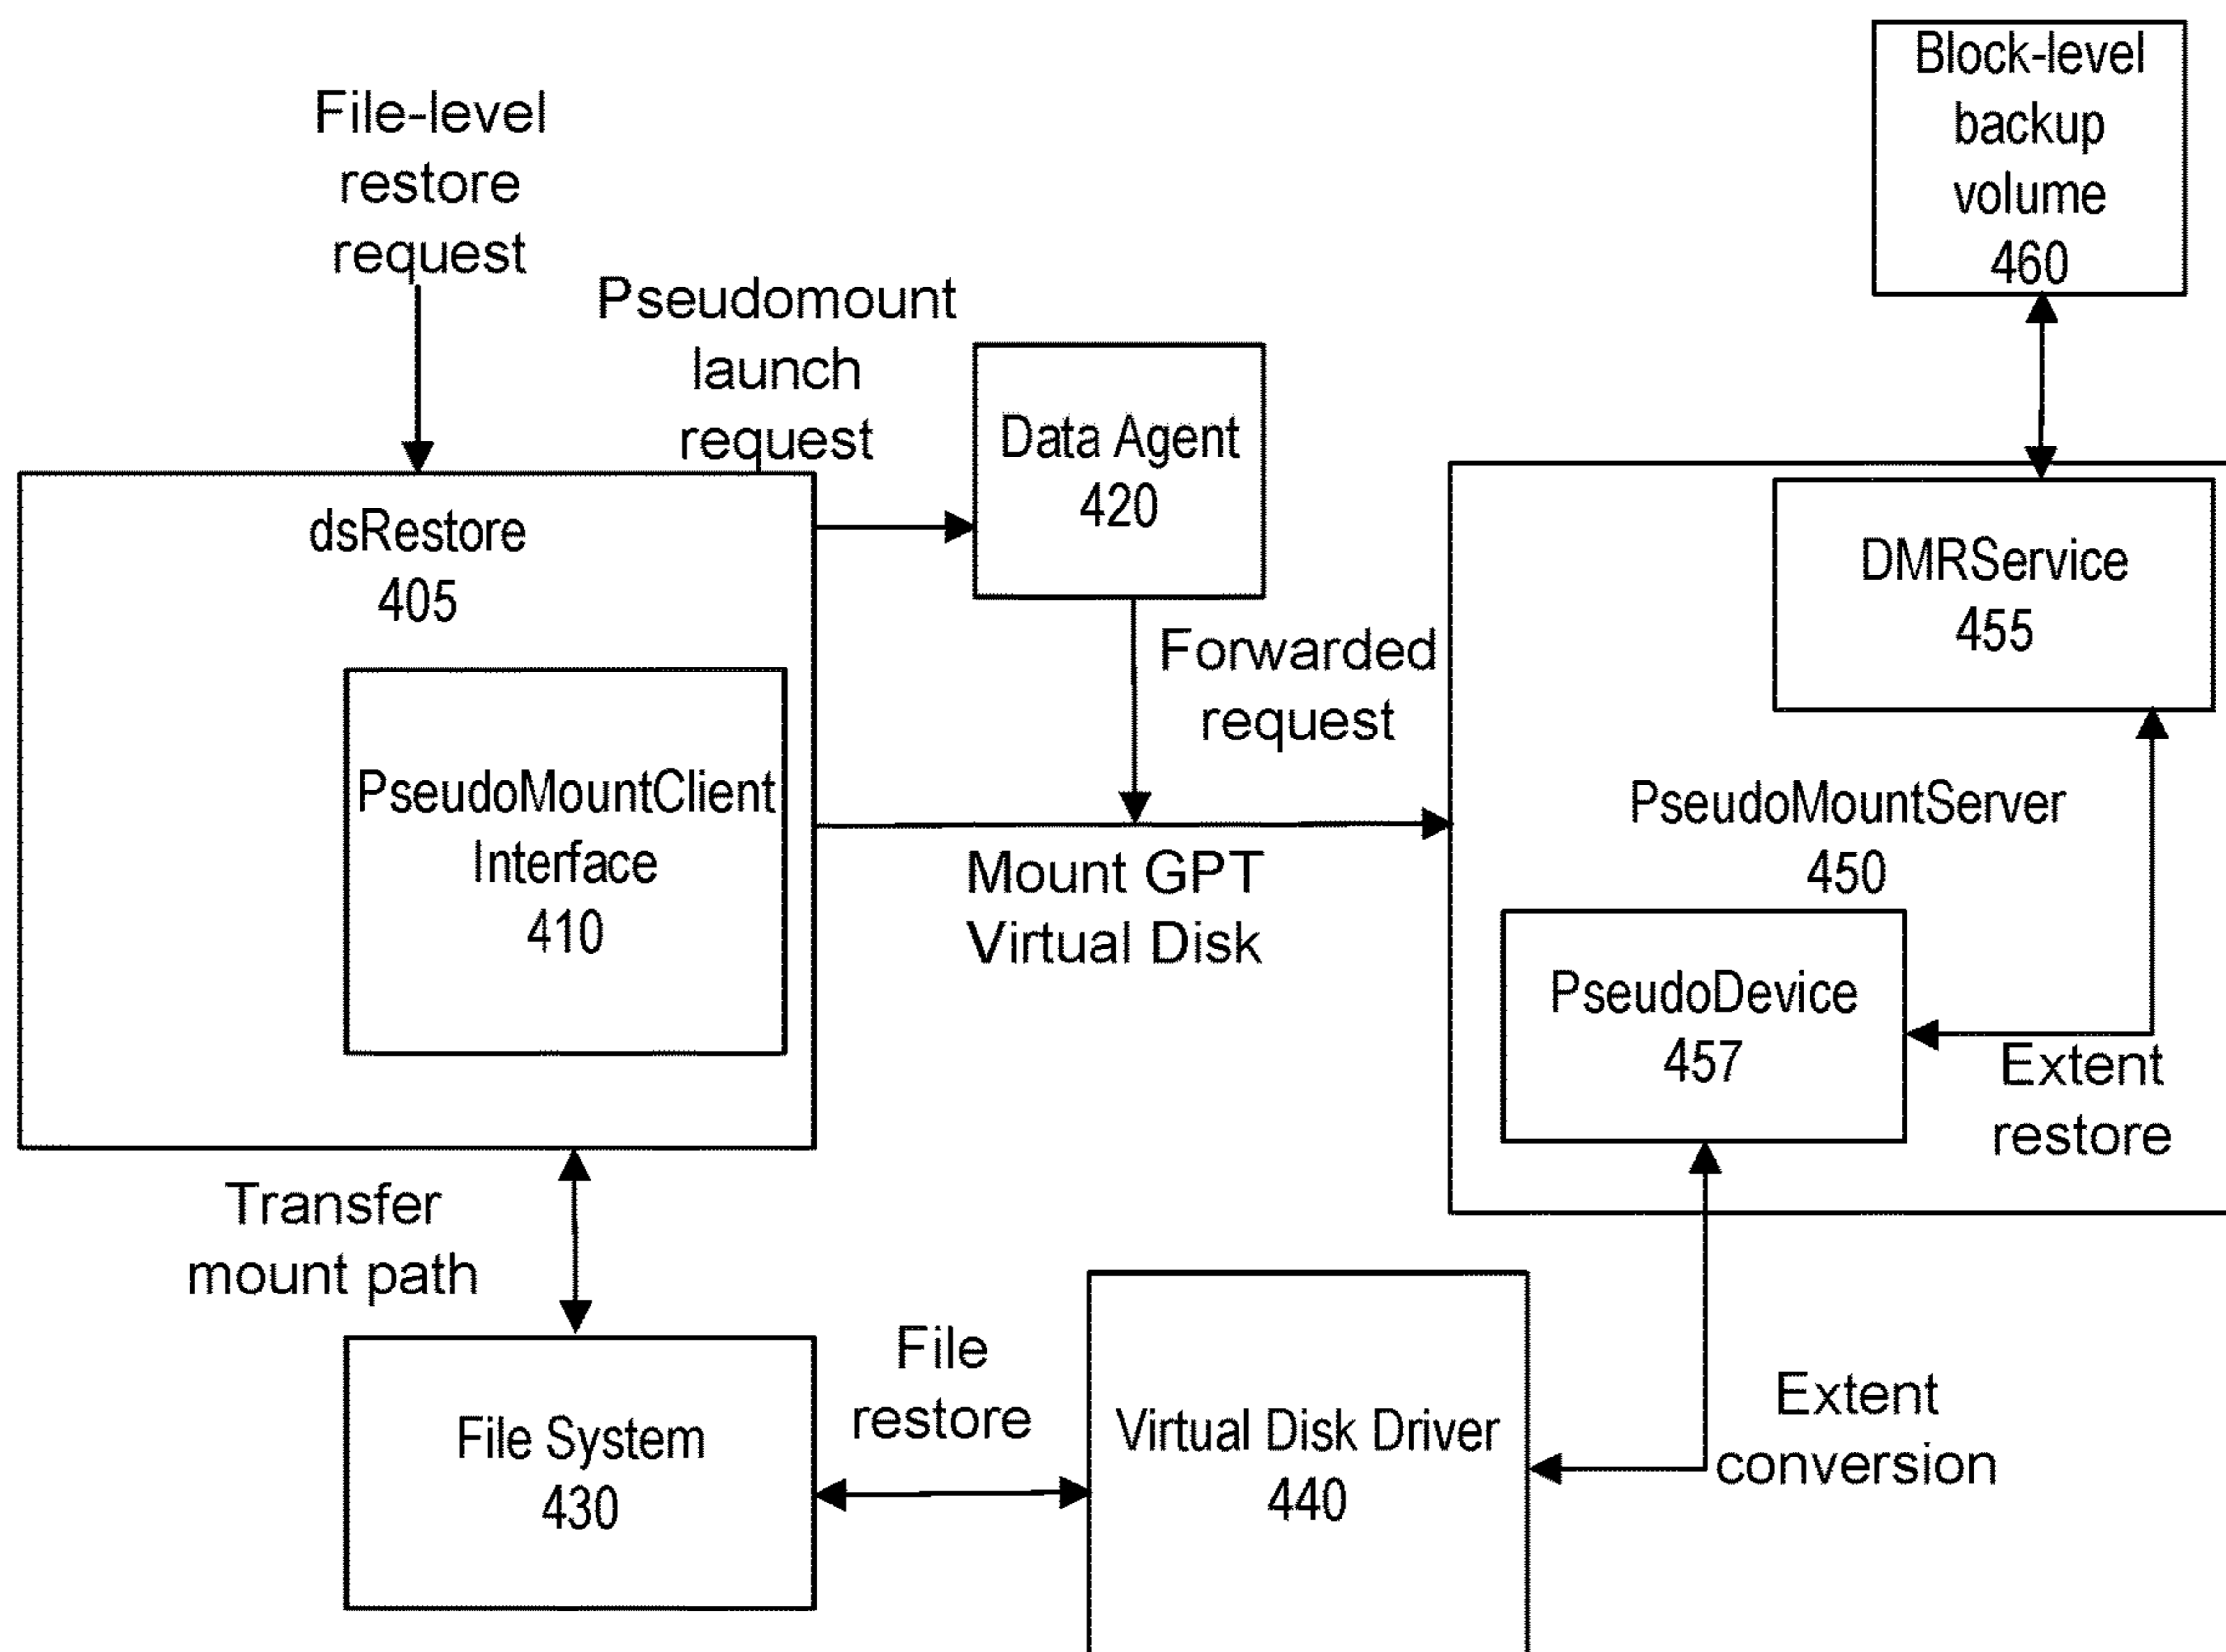 File-level
restore
request
Pseudomount
launch
request
Block-level
backup
volume
460
Data Agent
420
dsRestore
405
DMRService
455
Forwarded
request
PseudoMountClient
Interface
410
PseudoMountServer
450
Mount GPT
Virtual Disk
PseudoDevice
457
Extent
restore
Transfer
mount path
File System
430
File
restore
Virtual Disk Driver
440
Extent
conversion